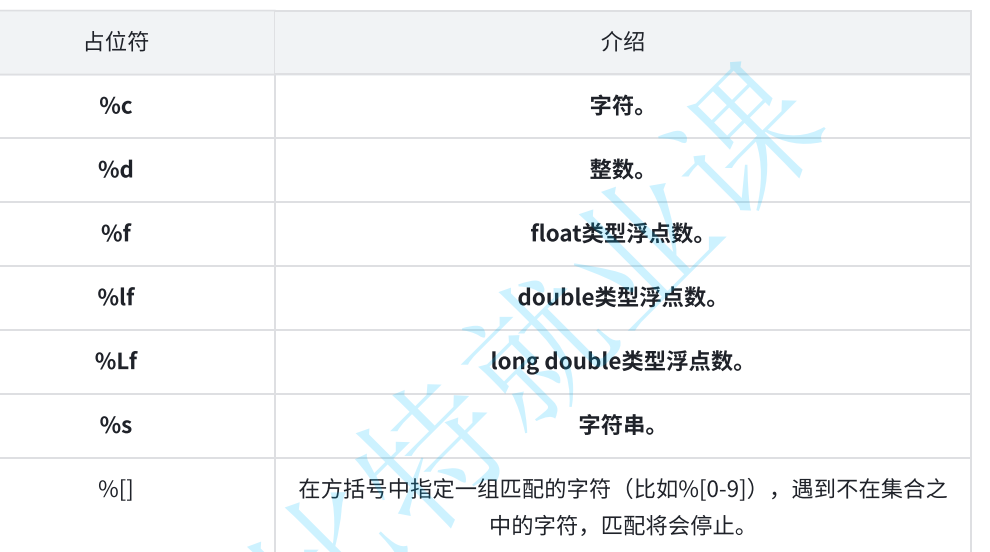 占位符 介绍
%c 字符。
%d 整数。
%f float类型浮点数。
%lf double类型浮点数。
%Lf long double类型浮点数。
%s 字符串。
%[] 在方括号中指定一组匹配的字符（比如%[0-9]），遇到不在集合之
中的字符，匹配将会停止。
比特就业课